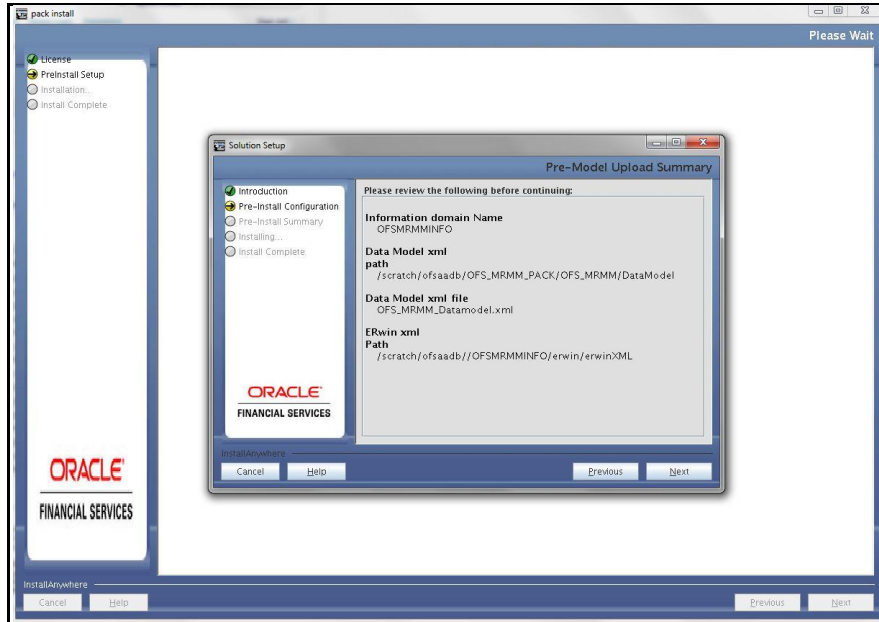 pack install
Please Wait
License
PreInstall Setup
Installation..
Install Complete
Solution Setup
Pre-Model Upload Summary
Introduction
Pre-Install Configuration
Pre-Install Summary
Installing...
Install Complete
Please review the following before continuing:
Information domain Name
OFSMRMMINFO
Data Model xml
path
/scratch/ofsaadb/OFS_MRMM_PACK/OFS_MRMM/DataModel
Data Model xml file
OFS_MRMM_Datamodel.xml
ERwin xml
Path
/scratch/ofsaadb//OFSMRMMINFO/erwin/erwinXML
ORACLE
FINANCIAL SERVICES
InstallAnywhere
Cancel Help Previous Next
ORACLE
FINANCIAL SERVICES
InstallAnywhere
Cancel Help Previous Next